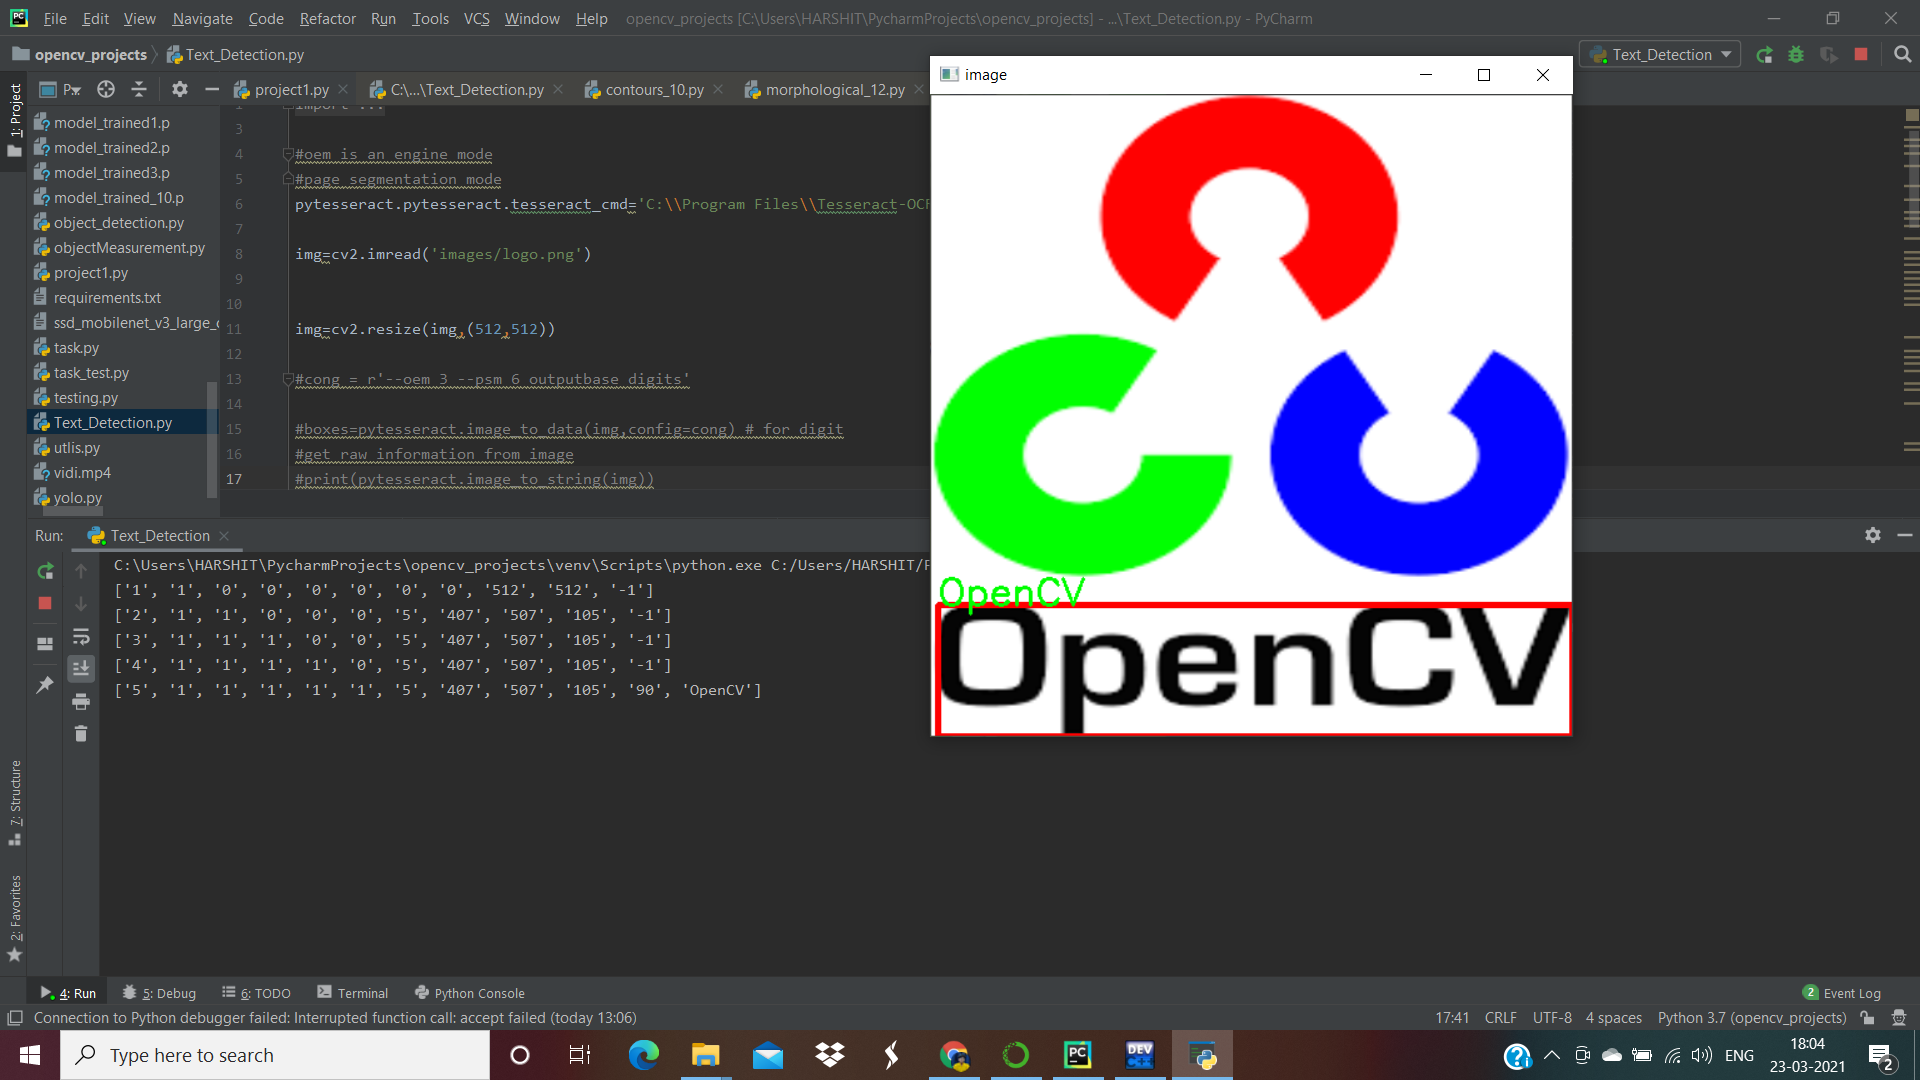 File Edit View Navigate Code Refactor Run Tools VCS Window Help opencv_projects [C:\Users\HARSHIT\PycharmProjects\opencv_projects] - ...\Text_Detection.py - PyCharm
opencv_projects Text_Detection.py
Text_Detection
1: Project
P...
project1.py
C:\...\Text_Detection.py
contours_10.py
morphological_12.py
model_trained1.p
model_trained2.p
model_trained3.p
model_trained_10.p
object_detection.py
objectMeasurement.py
project1.py
requirements.txt
ssd_mobilenet_v3_large_
task.py
task_test.py
testing.py
Text_Detection.py
utlis.py
vidi.mp4
yolo.py
1 import ...
3
4 #oem is an engine mode
5 #page segmentation mode
6 pytesseract.pytesseract.tesseract_cmd='C:\\Program Files\\Tesseract-OCR
7
8 img=cv2.imread('images/logo.png')
9
10
11 img=cv2.resize(img,(512,512))
12
13 #cong = r'--oem 3 --psm 6 outputbase digits'
14
15 #boxes=pytesseract.image_to_data(img,config=cong) # for digit
16 #get raw information from image
17 #print(pytesseract.image_to_string(img))
image
OpenCV
OpenCV
Run: Text_Detection
C:\Users\HARSHIT\PycharmProjects\opencv_projects\venv\Scripts\python.exe C:/Users/HARSHIT/
['1', '1', '0', '0', '0', '0', '0', '0', '512', '512', '-1']
['2', '1', '1', '0', '0', '0', '5', '407', '507', '105', '-1']
['3', '1', '1', '1', '0', '0', '5', '407', '507', '105', '-1']
['4', '1', '1', '1', '1', '0', '5', '407', '507', '105', '-1']
['5', '1', '1', '1', '1', '1', '5', '407', '507', '105', '90', 'OpenCV']
7: Structure
2: Favorites
4: Run 5: Debug 6: TODO Terminal Python Console
2 Event Log
Connection to Python debugger failed: Interrupted function call: accept failed (today 13:06)
17:41 CRLF UTF-8 4 spaces Python 3.7 (opencv_projects)
Type here to search
PC
DEV C++
ENG
18:04
23-03-2021
2